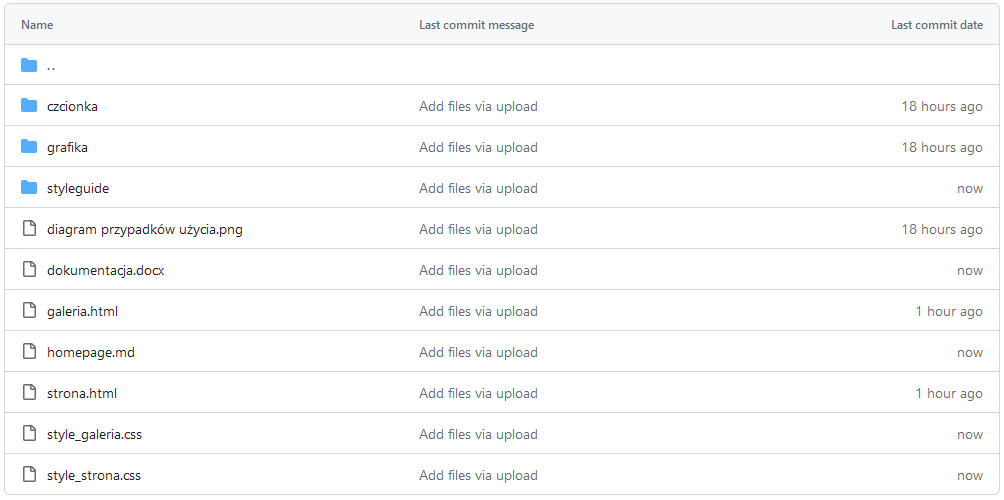 Name Last commit message Last commit date
..
czcionka Add files via upload 18 hours ago
grafika Add files via upload 18 hours ago
styleguide Add files via upload now
diagram przypadków użycia.png Add files via upload 18 hours ago
dokumentacja.docx Add files via upload now
galeria.html Add files via upload 1 hour ago
homepage.md Add files via upload now
strona.html Add files via upload 1 hour ago
style_galeria.css Add files via upload now
style_strona.css Add files via upload now